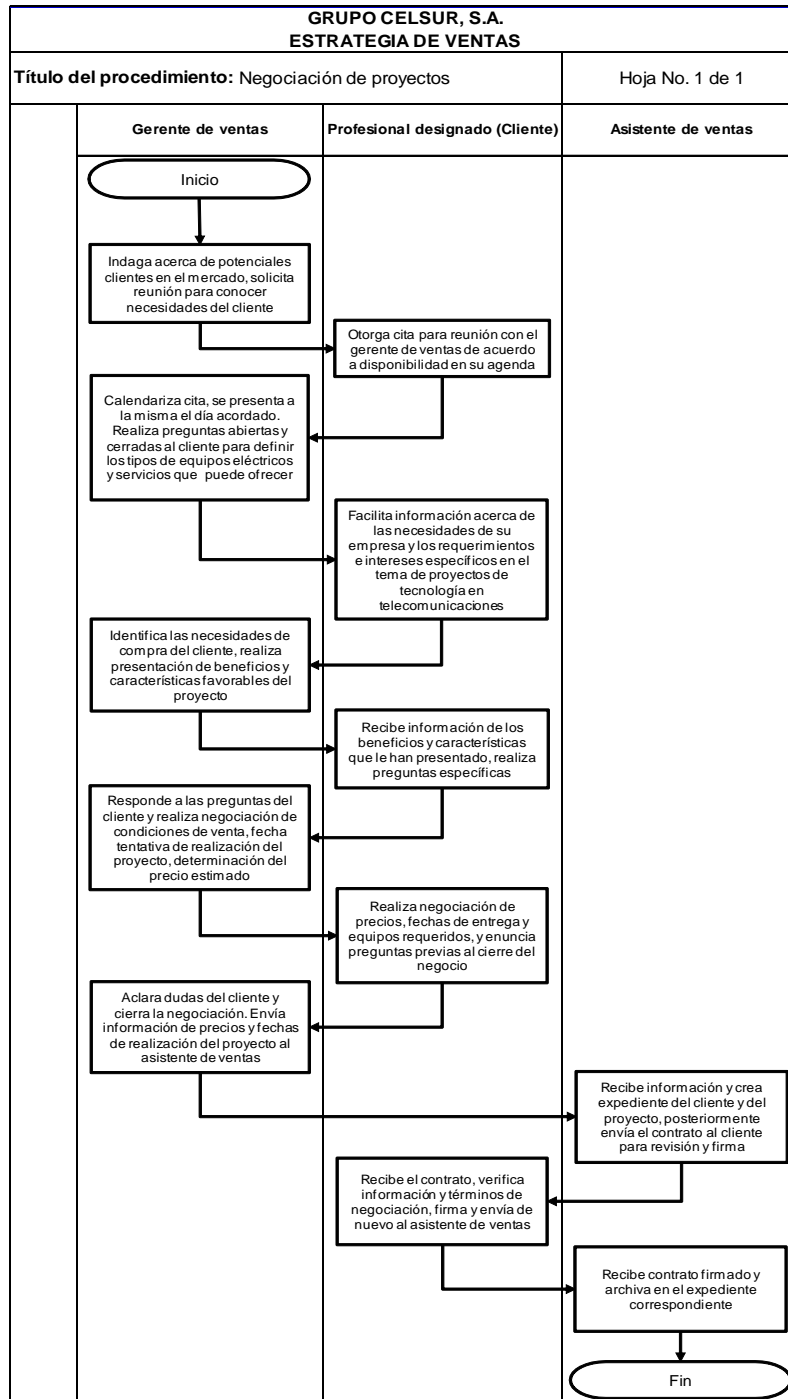 GRUPO CELSUR, S.A.
ESTRATEGIA DE VENTAS
Título del procedimiento: Negociación de proyectos
Hoja No. 1 de 1
Gerente de ventas
Profesional designado (Cliente)
Asistente de ventas
Inicio
Indaga acerca de potenciales
clientes en el mercado, solicita
reunión para conocer
necesidades del cliente
Otorga cita para reunión con el
gerente de ventas de acuerdo
a disponibilidad en su agenda
Calendariza cita, se presenta a
la misma el día acordado.
Realiza preguntas abiertas y
cerradas al cliente para definir
los tipos de equipos eléctricos
y servicios que puede ofrecer
Facilita información acerca de
las necesidades de su
empresa y los requerimientos
e intereses específicos en el
tema de proyectos de
tecnología en
telecomunicaciones
Identifica las necesidades de
compra del cliente, realiza
presentación de beneficios y
características favorables del
proyecto
Recibe información de los
beneficios y características
que le han presentado, realiza
preguntas específicas
Responde a las preguntas del
cliente y realiza negociación de
condiciones de venta, fecha
tentativa de realización del
proyecto, determinación del
precio estimado
Realiza negociación de
precios, fechas de entrega y
equipos requeridos, y enuncia
preguntas previas al cierre del
negocio
Aclara dudas del cliente y
cierra la negociación. Envía
información de precios y fechas
de realización del proyecto al
asistente de ventas
Recibe información y crea
expediente del cliente y del
proyecto, posteriormente
envía el contrato al cliente
para revisión y firma
Recibe el contrato, verifica
información y términos de
negociación, firma y envía de
nuevo al asistente de ventas
Recibe contrato firmado y
archiva en el expediente
correspondiente
Fin